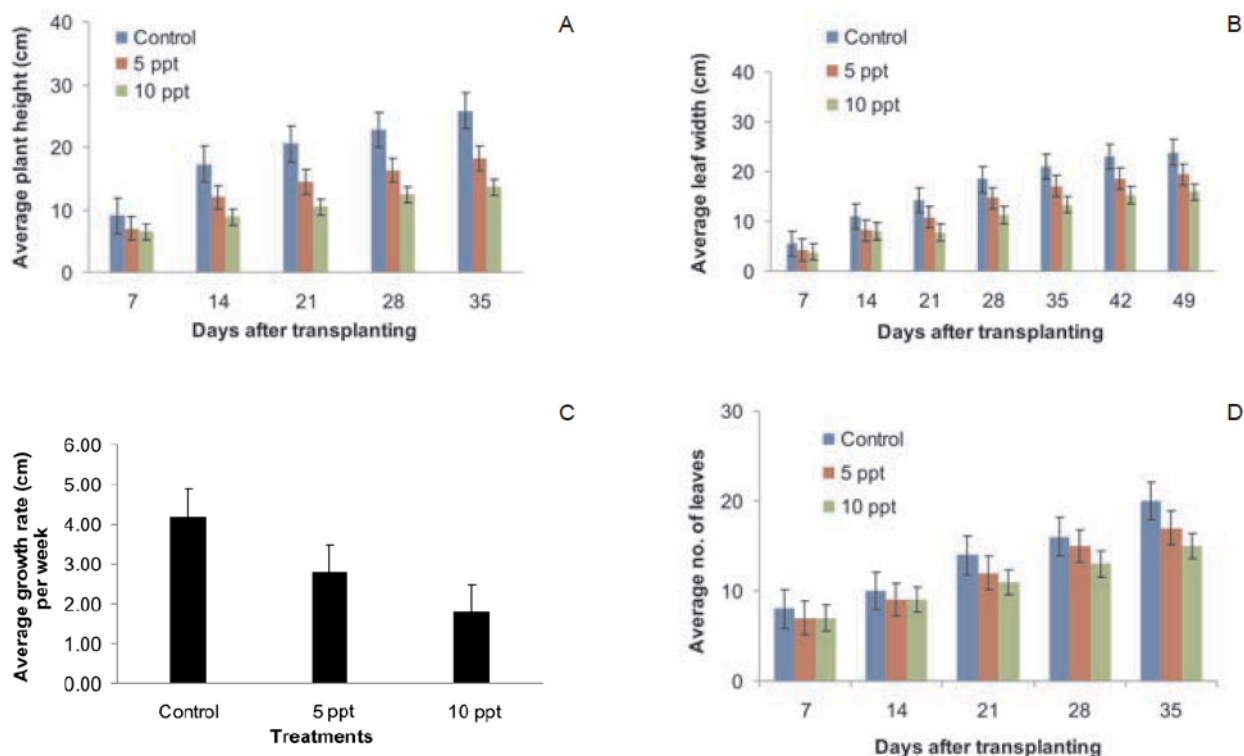 A
Average plant height (cm)
40
30
20
10
0
Control
5 ppt
10 ppt
7 14 21 28 35
Days after transplanting
B
Average leaf width (cm)
40
30
20
10
0
Control
5 ppt
10 ppt
7 14 21 28 35 42 49
Days after transplanting
C
Average growth rate (cm)
per week
6.00
5.00
4.00
3.00
2.00
1.00
0.00
Control 5 ppt 10 ppt
Treatments
D
Average no. of leaves
30
20
10
0
Control
5 ppt
10 ppt
7 14 21 28 35
Days after transplanting